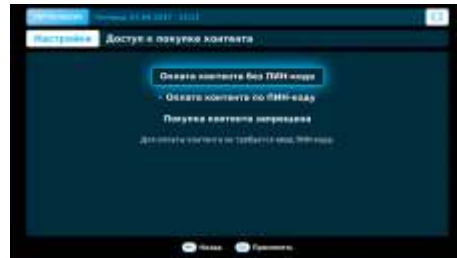 Настройки Доступ к покупке контента
Оплата контента без ПИН-кода
Оплата контента по ПИН-коду
Покупка контента запрещена
Для оплаты контента не требуется ввод ПИН-кода
Назад Применить